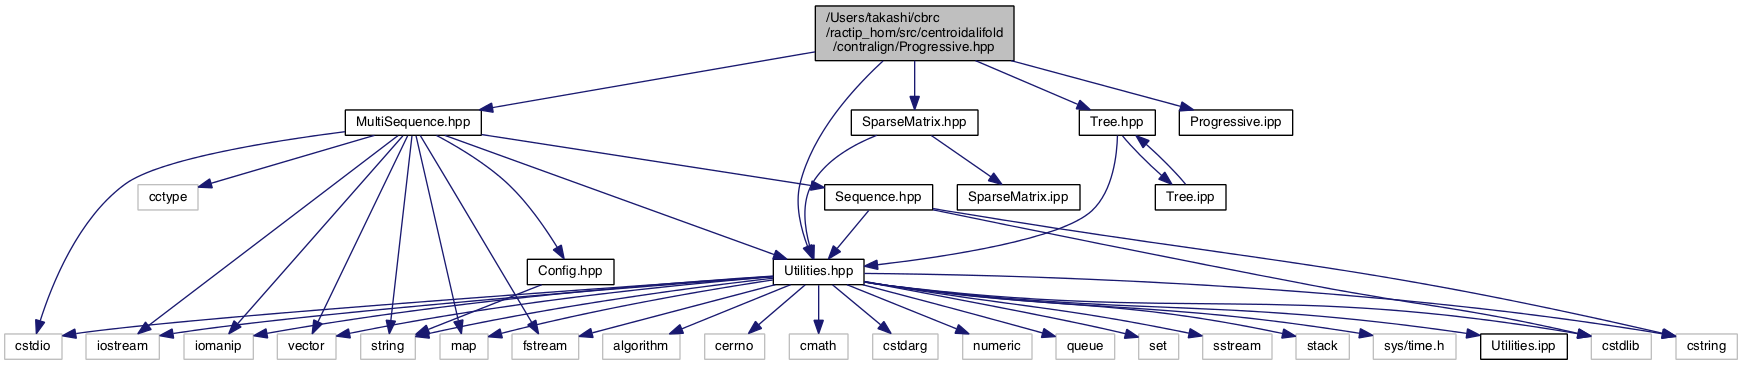 /Users/takashi/cbrc
/ractip_hom/src/centroidalifold
/contralign/Progressive.hpp
MultiSequence.hpp
SparseMatrix.hpp
Tree.hpp
Progressive.ipp
cctype
Sequence.hpp
SparseMatrix.ipp
Tree.ipp
Config.hpp
Utilities.hpp
cstdio
iostream
iomanip
vector
string
map
fstream
algorithm
cerrno
cmath
cstdarg
numeric
queue
set
sstream
stack
sys/time.h
Utilities.ipp
cstdlib
cstring